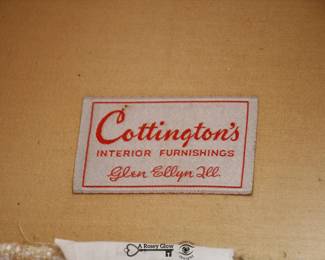 Cottington's
INTERIOR FURNISHINGS
Glen Ellyn Ill.
A Rosey Glow